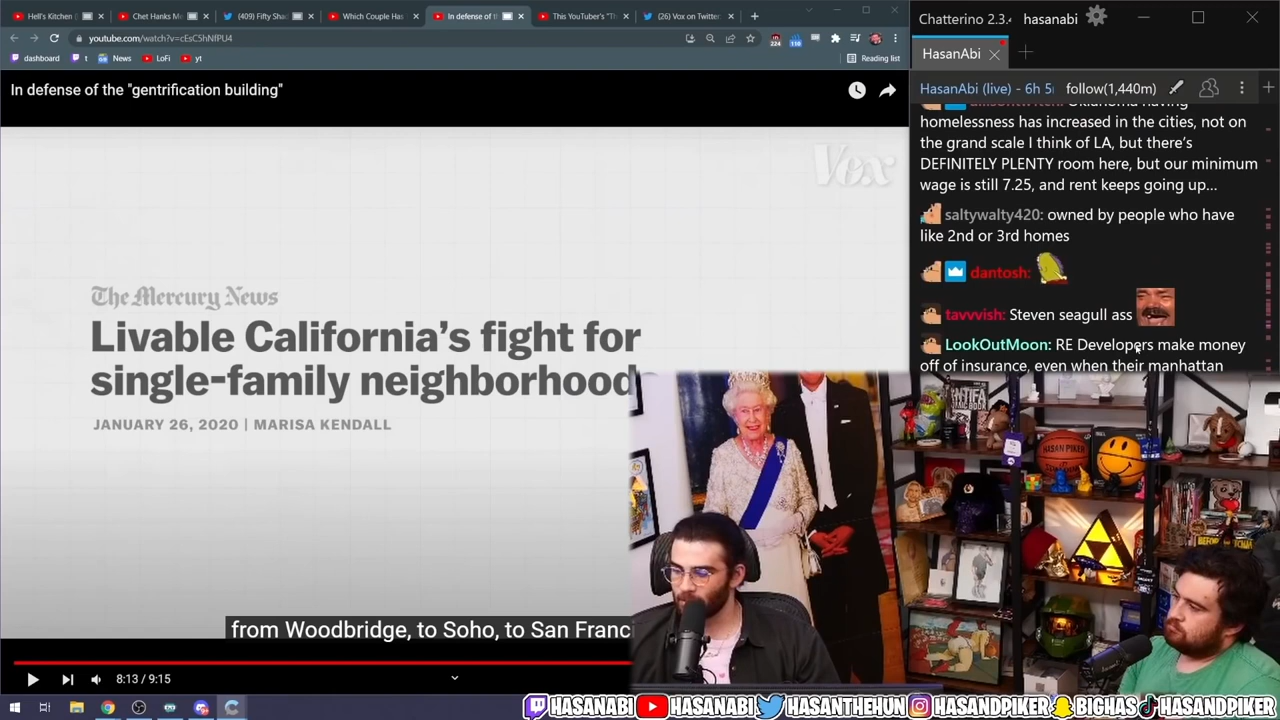 Hell's Kitchen
Chet Hanks M
(409) Fifty Sha
Which Couple Ha
In defense of t
This YouTuber's "Th
(26) Vox on Twitter
youtube.com/watch?v=cEsC5hNfPU4
224
110
dashboard
t
News
LoFi
yt
Reading list
In defense of the "gentrification building"
Vox
The Mercury News
Livable California's fight for
single-family neighborhood
JANUARY 26, 2020 | MARISA KENDALL
from Woodbridge, to Soho, to San Franc
8:13 / 9:15
Chatterino 2.3.
hasanabi
HasanAbi
HasanAbi (live) - 6h 5
follow(1,440m)
Oklahoma having
homelessness has increased in the cities, not on
the grand scale I think of LA, but there's
DEFINITELY PLENTY room here, but our minimum
wage is still 7.25, and rent keeps going up...
saltywalty420: owned by people who have
like 2nd or 3rd homes
dantosh:
tavvvish: Steven seagull ass
LookOutMoon: RE Developers make money
off of insurance, even when their manhattan
ANTIFA
HASAN PIKER
HASANABI
HASANABI
HASANTHEHUN
HASANDPIKER
BIGHAS
HASANDPIKER